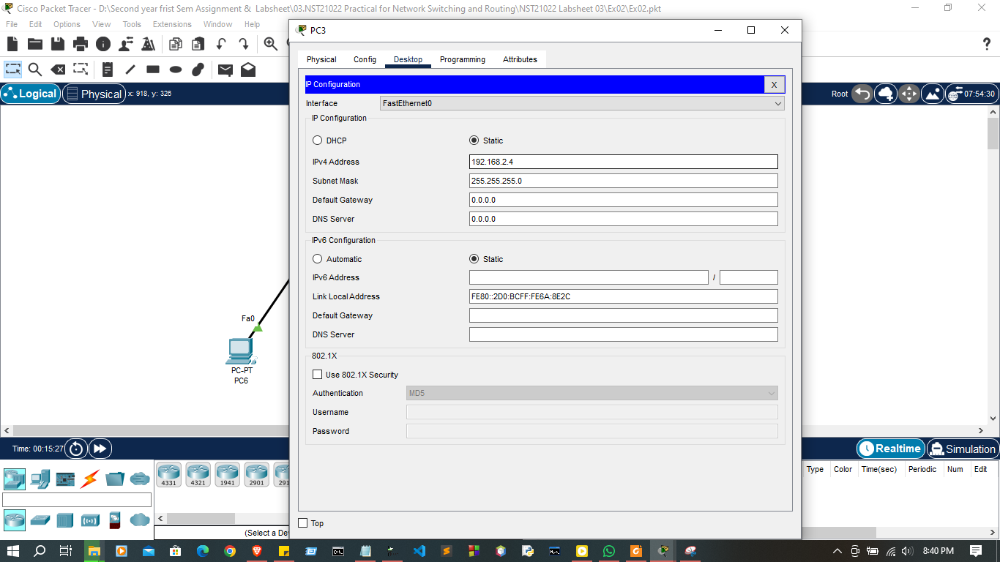 Cisco Packet Tracer - D:\Second year frist Sem Assignment & Labsheet\03.NST21022 Practical for Network Switching and Routing\NST21022 Labsheet 03\Ex02\Ex02.pkt
File Edit Options View Tools Extensions Window Help
PC3
Physical Config Desktop Programming Attributes
Logical Physical x: 918, y: 326
Root 07:54:30
IP Configuration X
Interface FastEthernet0
IP Configuration
DHCP Static
IPv4 Address 192.168.2.4
Subnet Mask 255.255.255.0
Default Gateway 0.0.0.0
DNS Server 0.0.0.0
IPv6 Configuration
Automatic Static
IPv6 Address /
Link Local Address FE80::2D0:BCFF:FE6A:8E2C
Default Gateway
DNS Server
802.1X
Use 802.1X Security
Authentication MD5
Username
Password
Top
Fa0
PC-PT
PC6
Time: 00:15:27
Realtime Simulation
4331 4321 1941 2901 291
(Select a De
Type Color Time(sec) Periodic Num Edit
8:40 PM